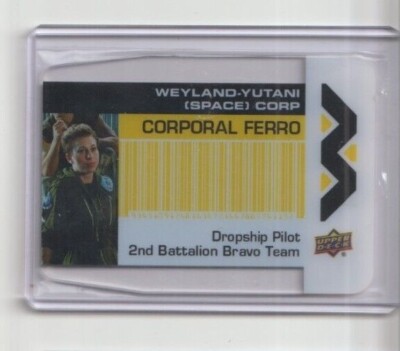 WEYLAND-YUTANI
(SPACE) CORP
CORPORAL FERRO
Dropship Pilot
2nd Battalion Bravo Team
UPPER DECK